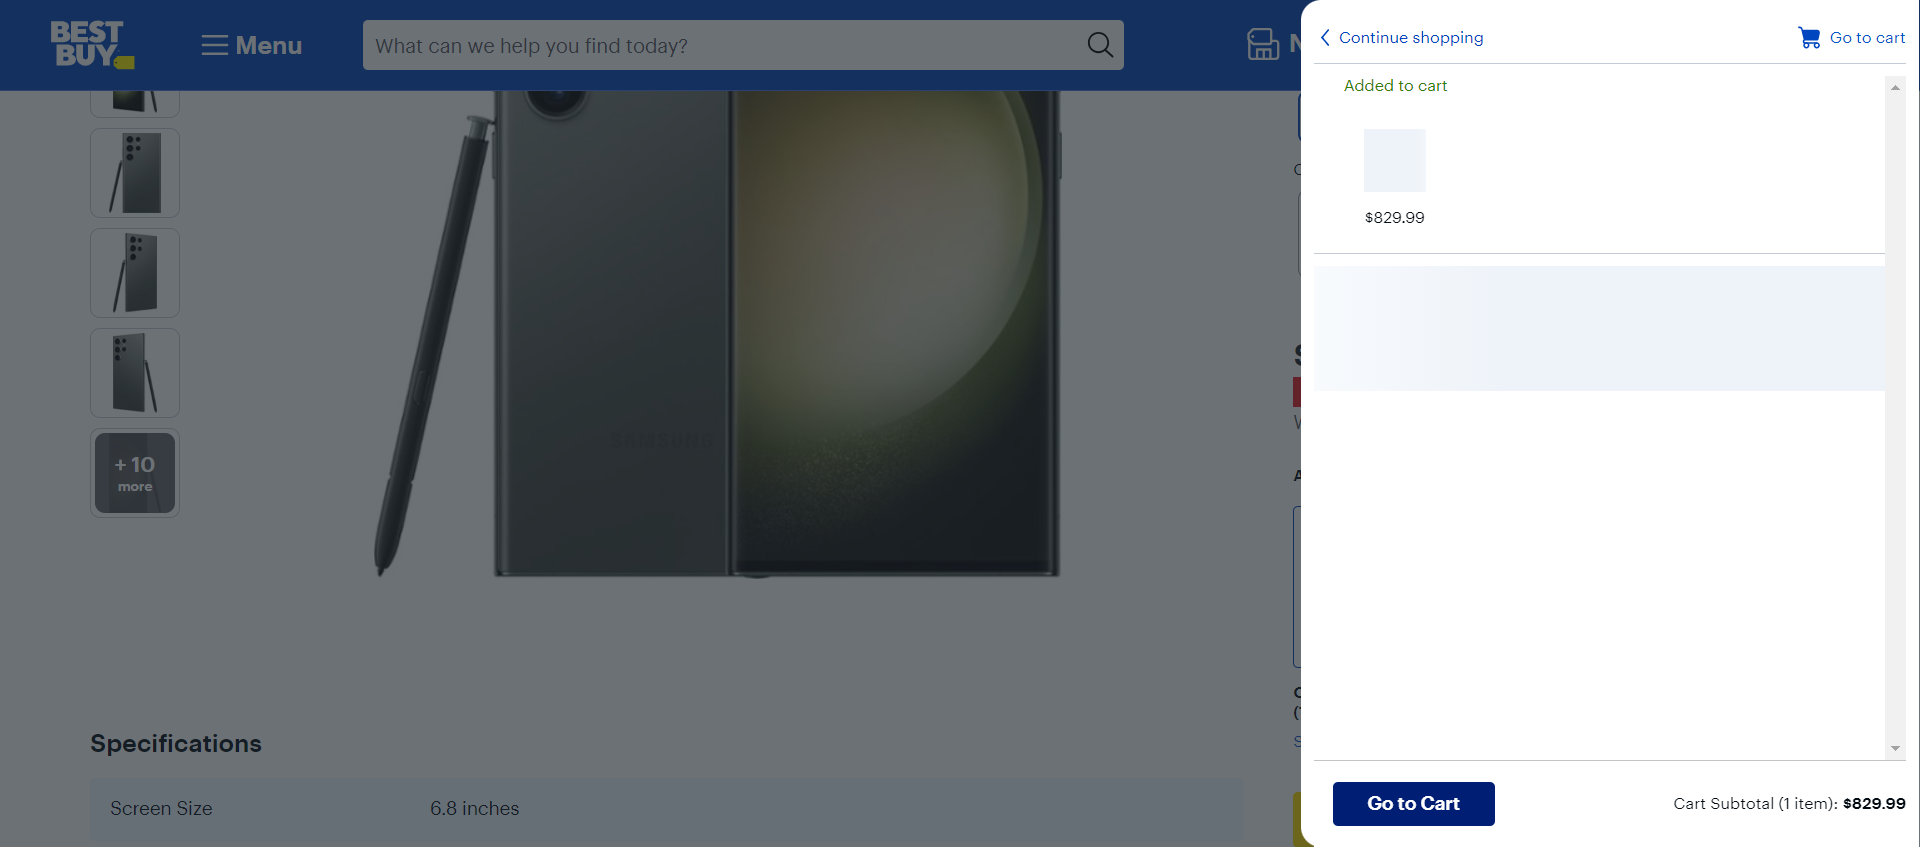 BEST
BUY
Menu
What can we help you find today?
Continue shopping
Go to cart
Added to cart
$829.99
SAMSUNG
+ 10
more
Specifications
Screen Size
6.8 inches
Go to Cart
Cart Subtotal (1 item): $829.99